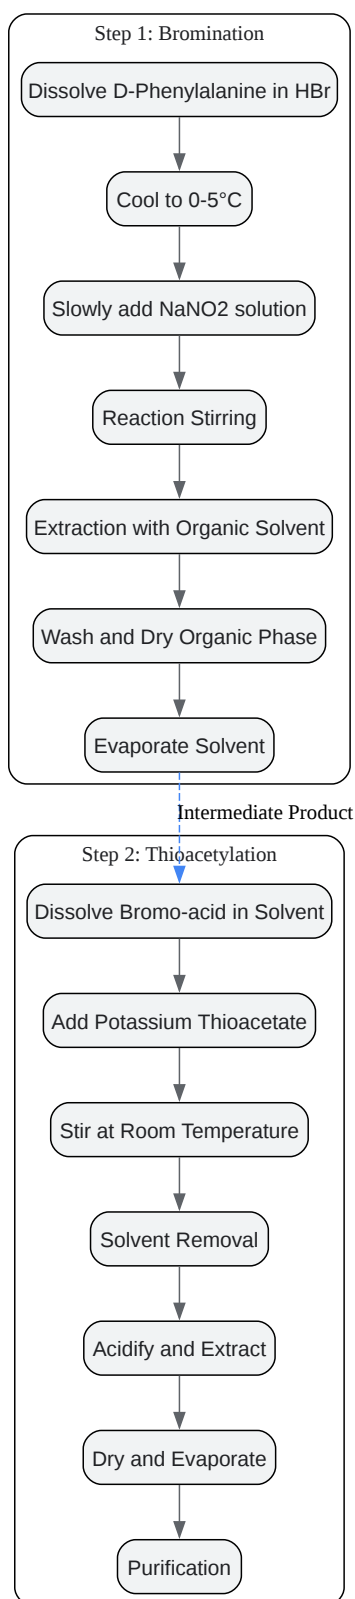 Step 1: Bromination
Dissolve D-Phenylalanine in HBr
Cool to 0-5°C
Slowly add NaNO2 solution
Reaction Stirring
Extraction with Organic Solvent
Wash and Dry Organic Phase
Evaporate Solvent
Intermediate Product
Step 2: Thioacetylation
Dissolve Bromo-acid in Solvent
Add Potassium Thioacetate
Stir at Room Temperature
Solvent Removal
Acidify and Extract
Dry and Evaporate
Purification